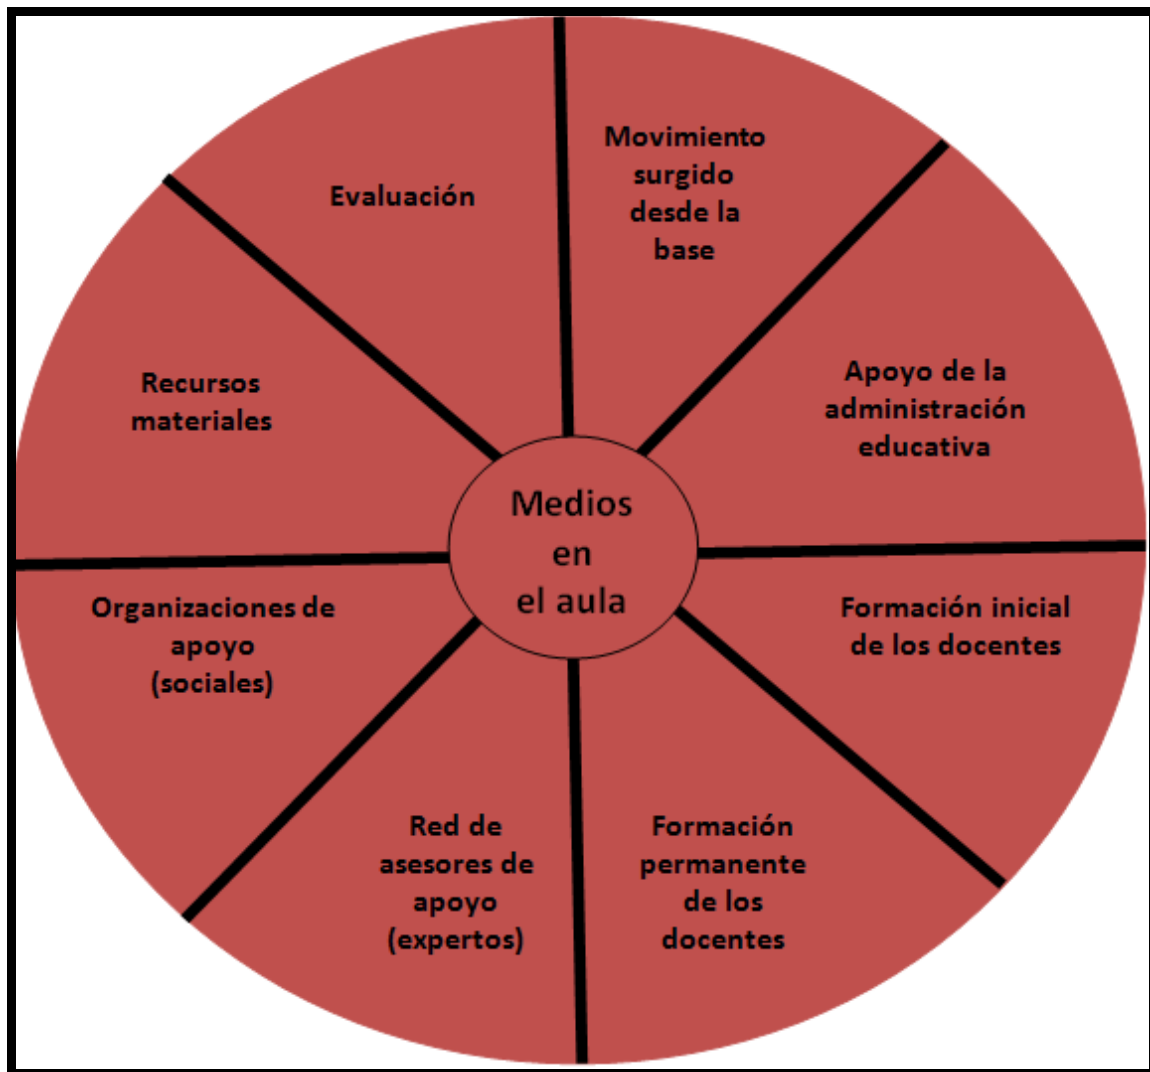 Movimiento
surgido
desde la
base
Apoyo de la
administración
educativa
Formación inicial
de los docentes
Formación
permanente
de los
docentes
Red de
asesores de
apoyo
(expertos)
Organizaciones de
apoyo
(sociales)
Recursos
materiales
Evaluación
Medios
en
el aula